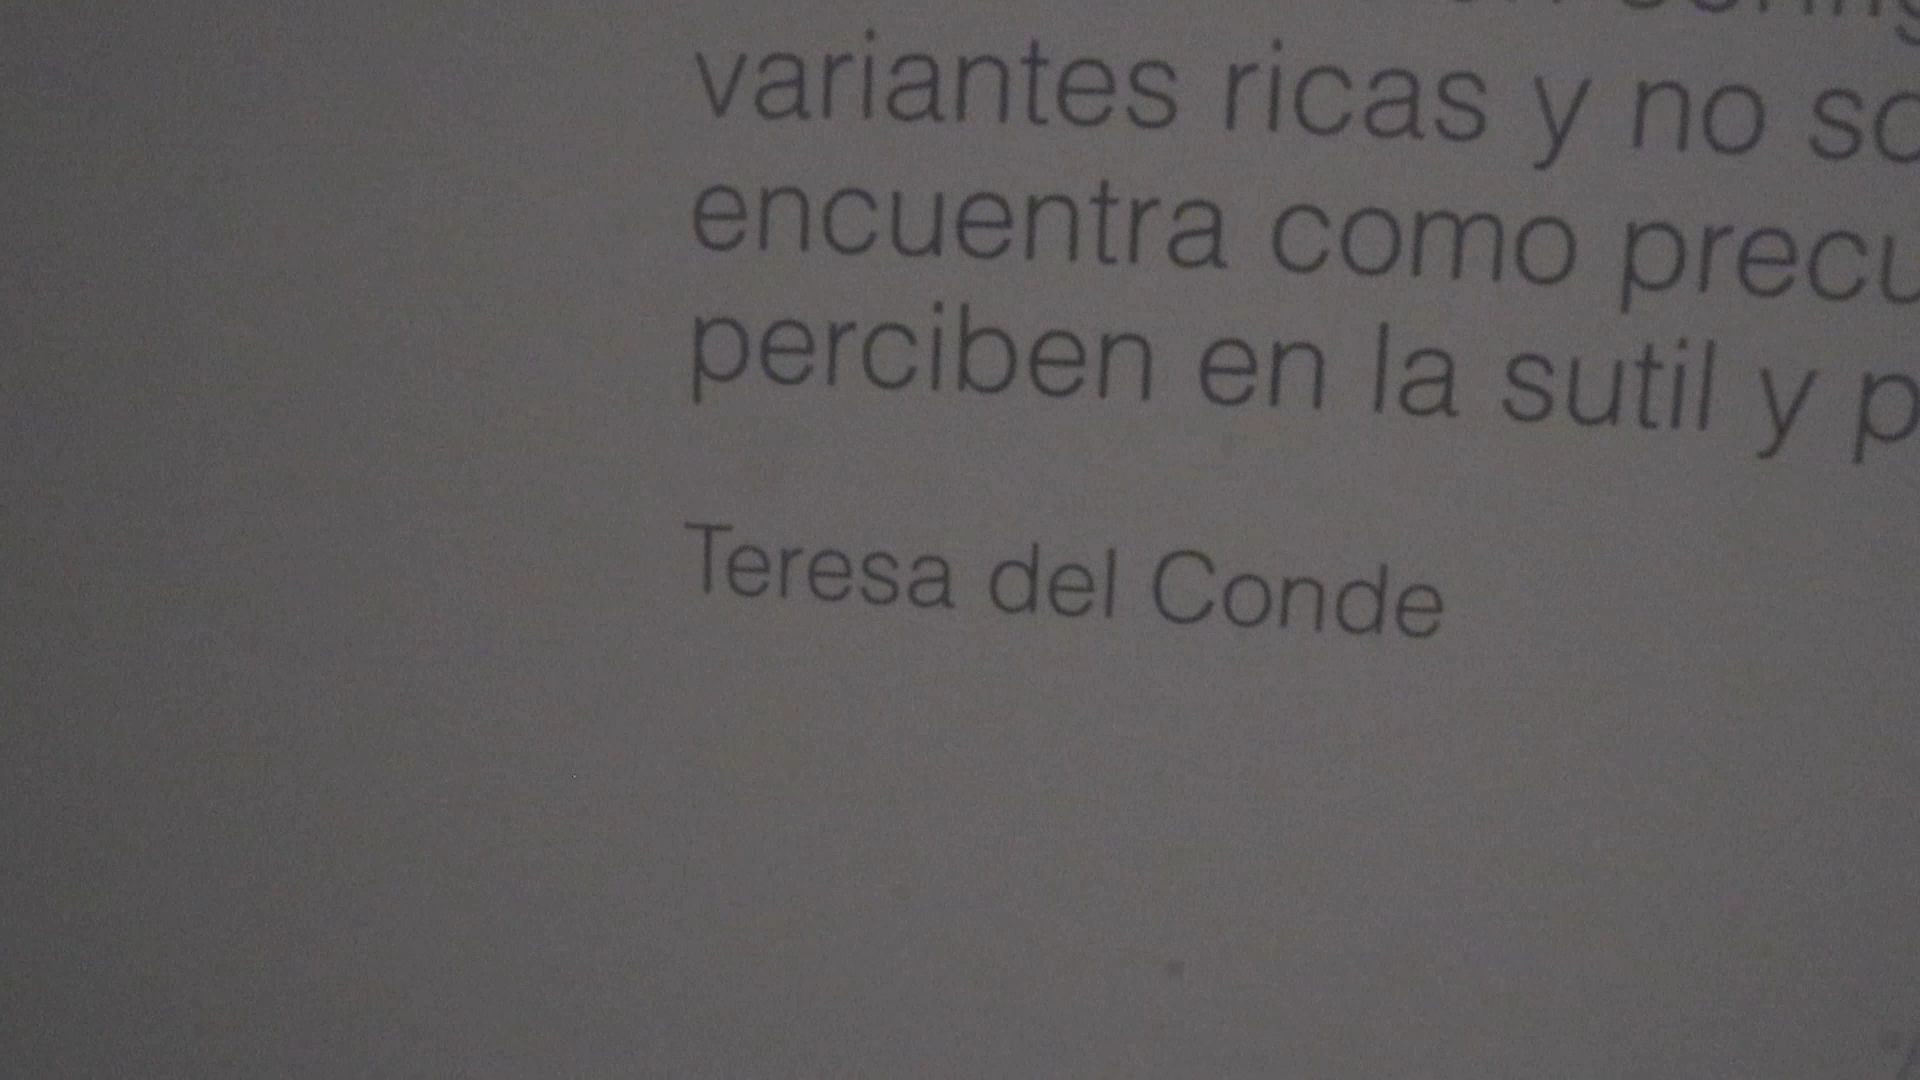 variantes ricas y no
encuentra como
perciben en la sutil y
Teresa del Conde